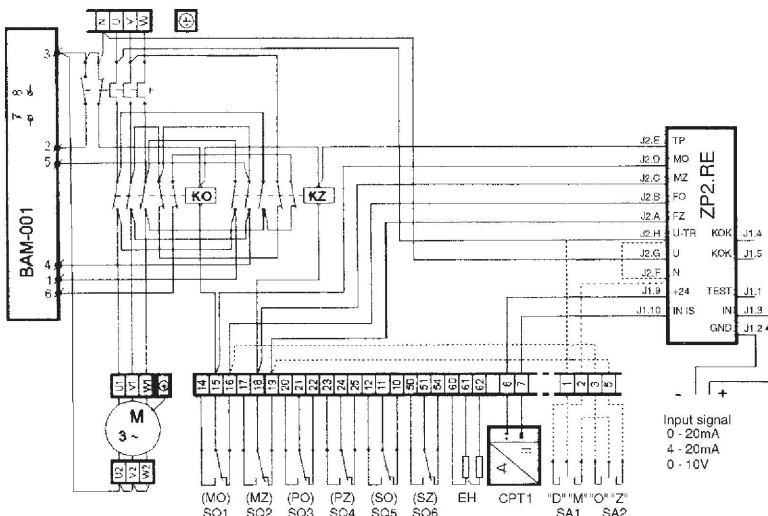 N U V W
3
8
7
2
5
BAM-001
4
1
6
KO
KZ
ZP2.RE
J2.E TP
J2.D MO
J2.C MZ
J2.B FO
J2.A FZ
J2.H U-TR KOK J1.4
J2.G U KOK J1.5
J2.F N
J1.9 +24 TEST J1.1
J1.10 IN IS IN J1.3
GND J1.2
- +
Input signal
0 - 20mA
4 - 20mA
0 - 10V
U1 V1 W1
M
3 ~
U2 V2 W2
14 15 16 17 18 19 20 21 22 23 24 25 12 11 10 50 51 54 60 61 62 6 7 1 2 3 5
A
(MO) (MZ) (PO) (PZ) (SO) (SZ) EH CPT1 "D" "M" "O" "Z"
SQ1 SQ2 SQ3 SQ4 SQ5 SQ6 SA1 SA2